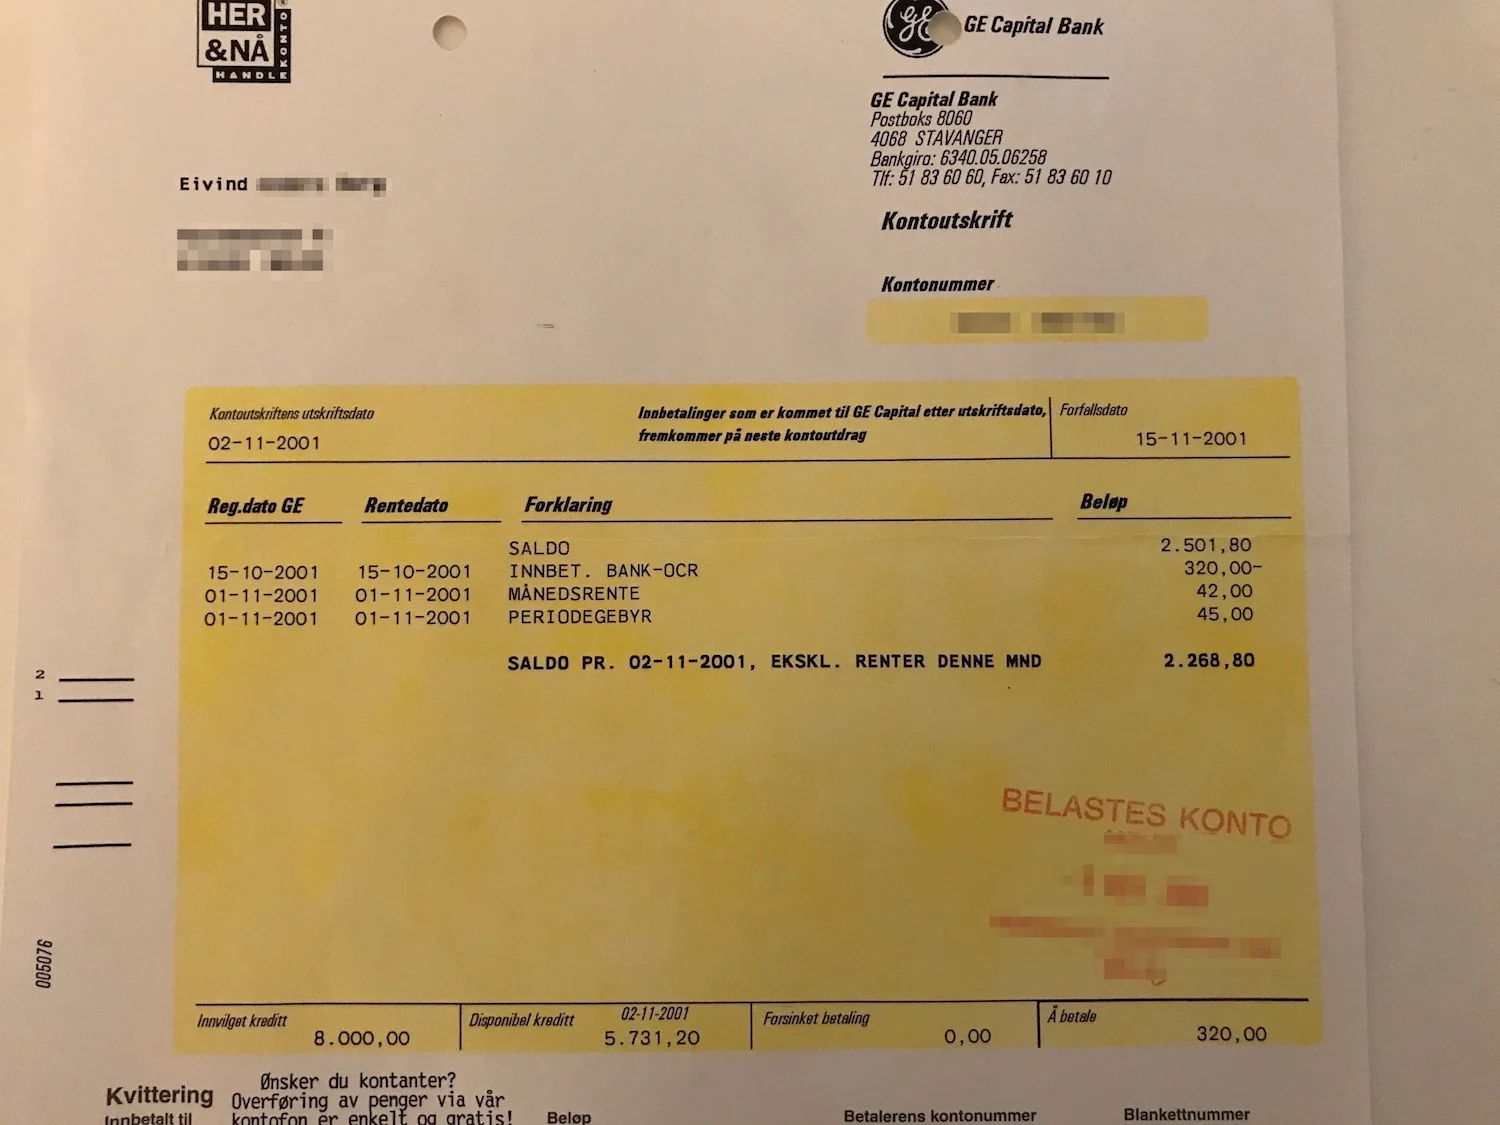 HER
&NÅ
HANDLE
KONTO
GE Capital Bank
GE Capital Bank
Postboks 8060
4068 STAVANGER
Bankgiro: 6340.05.06258
Tlf: 51 83 60 60, Fax: 51 83 60 10
Eivind
Kontoutskrift
Kontonummer
Kontoutskriftens utskriftsdato
02-11-2001
Innbetalinger som er kommet til GE Capital etter utskriftsdato,
fremkommer på neste kontoutdrag
Forfallsdato
15-11-2001
Reg.dato GE Rentedato Forklaring Beløp
SALDO 2.501,80
15-10-2001 15-10-2001 INNBET. BANK-OCR 320,00-
01-11-2001 01-11-2001 MÅNEDSRENTE 42,00
01-11-2001 01-11-2001 PERIODEGEBYR 45,00
SALDO PR. 02-11-2001, EKSKL. RENTER DENNE MND 2.268,80
2
1
BELASTES KONTO
005076
Innvilget kreditt
8.000,00
Disponibel kreditt 02-11-2001
5.731,20
Forsinket betaling
0,00
Å betale
320,00
Kvittering
Innbetalt til
Ønsker du kontanter?
Overføring av penger via vår
kontofon er enkelt og gratis!
Beløp
Betalerens kontonummer
Blankettnummer